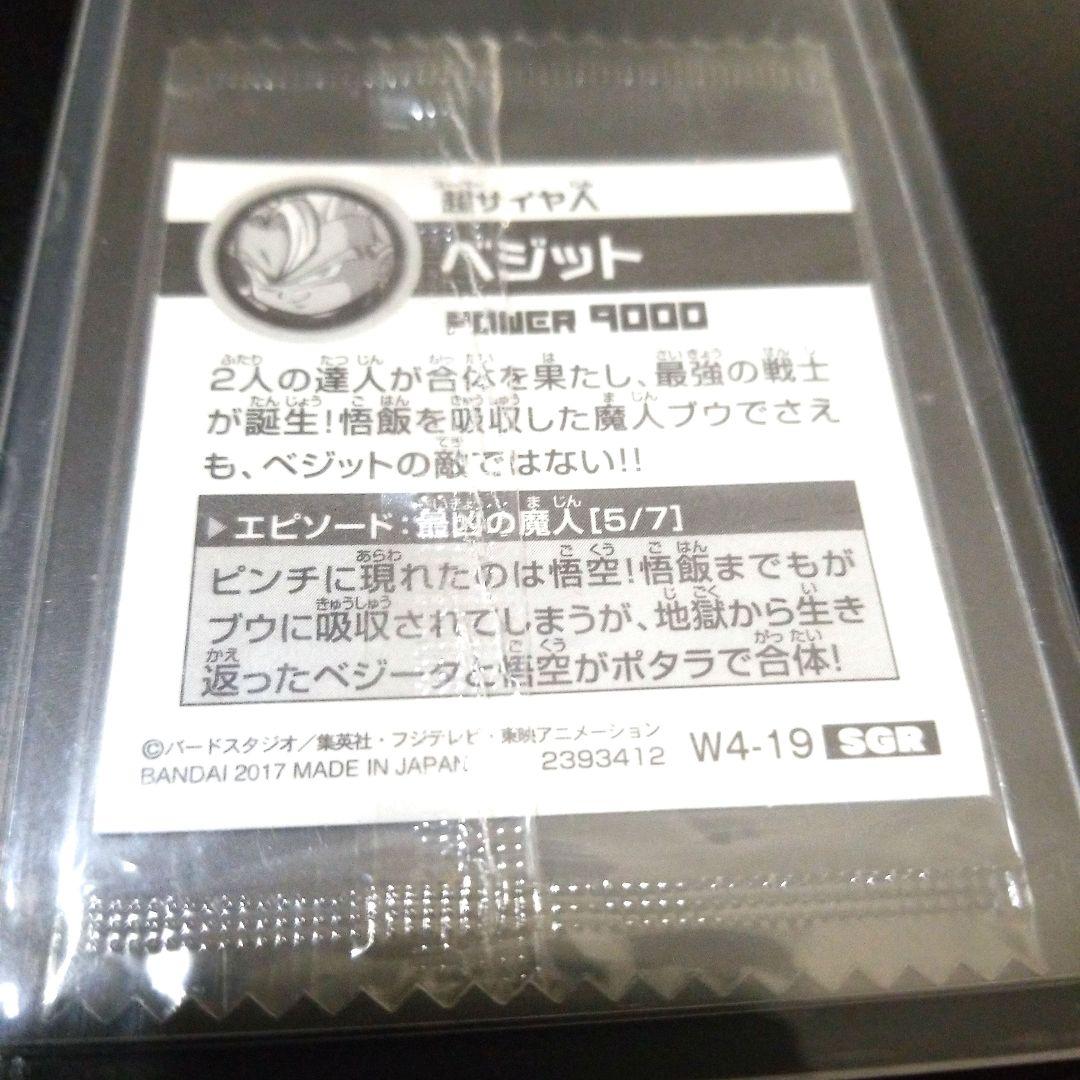 超サイヤ人
ベジット
POWER 9000
2人の達人が合体を果たし、最強の戦士
が誕生!悟飯を吸収した魔人ブウでさえ
も、ベジットの敵ではない!!
▶エピソード:最凶の魔人[5/7]
ピンチに現れたのは悟空!悟飯までもが
ブウに吸収されてしまうが、地獄から生き
返ったベジータと悟空がポタラで合体!
©バードスタジオ/集英社・フジテレビ・東映アニメーション
BANDAI 2017 MADE IN JAPAN 2393412 W4-19 SGR